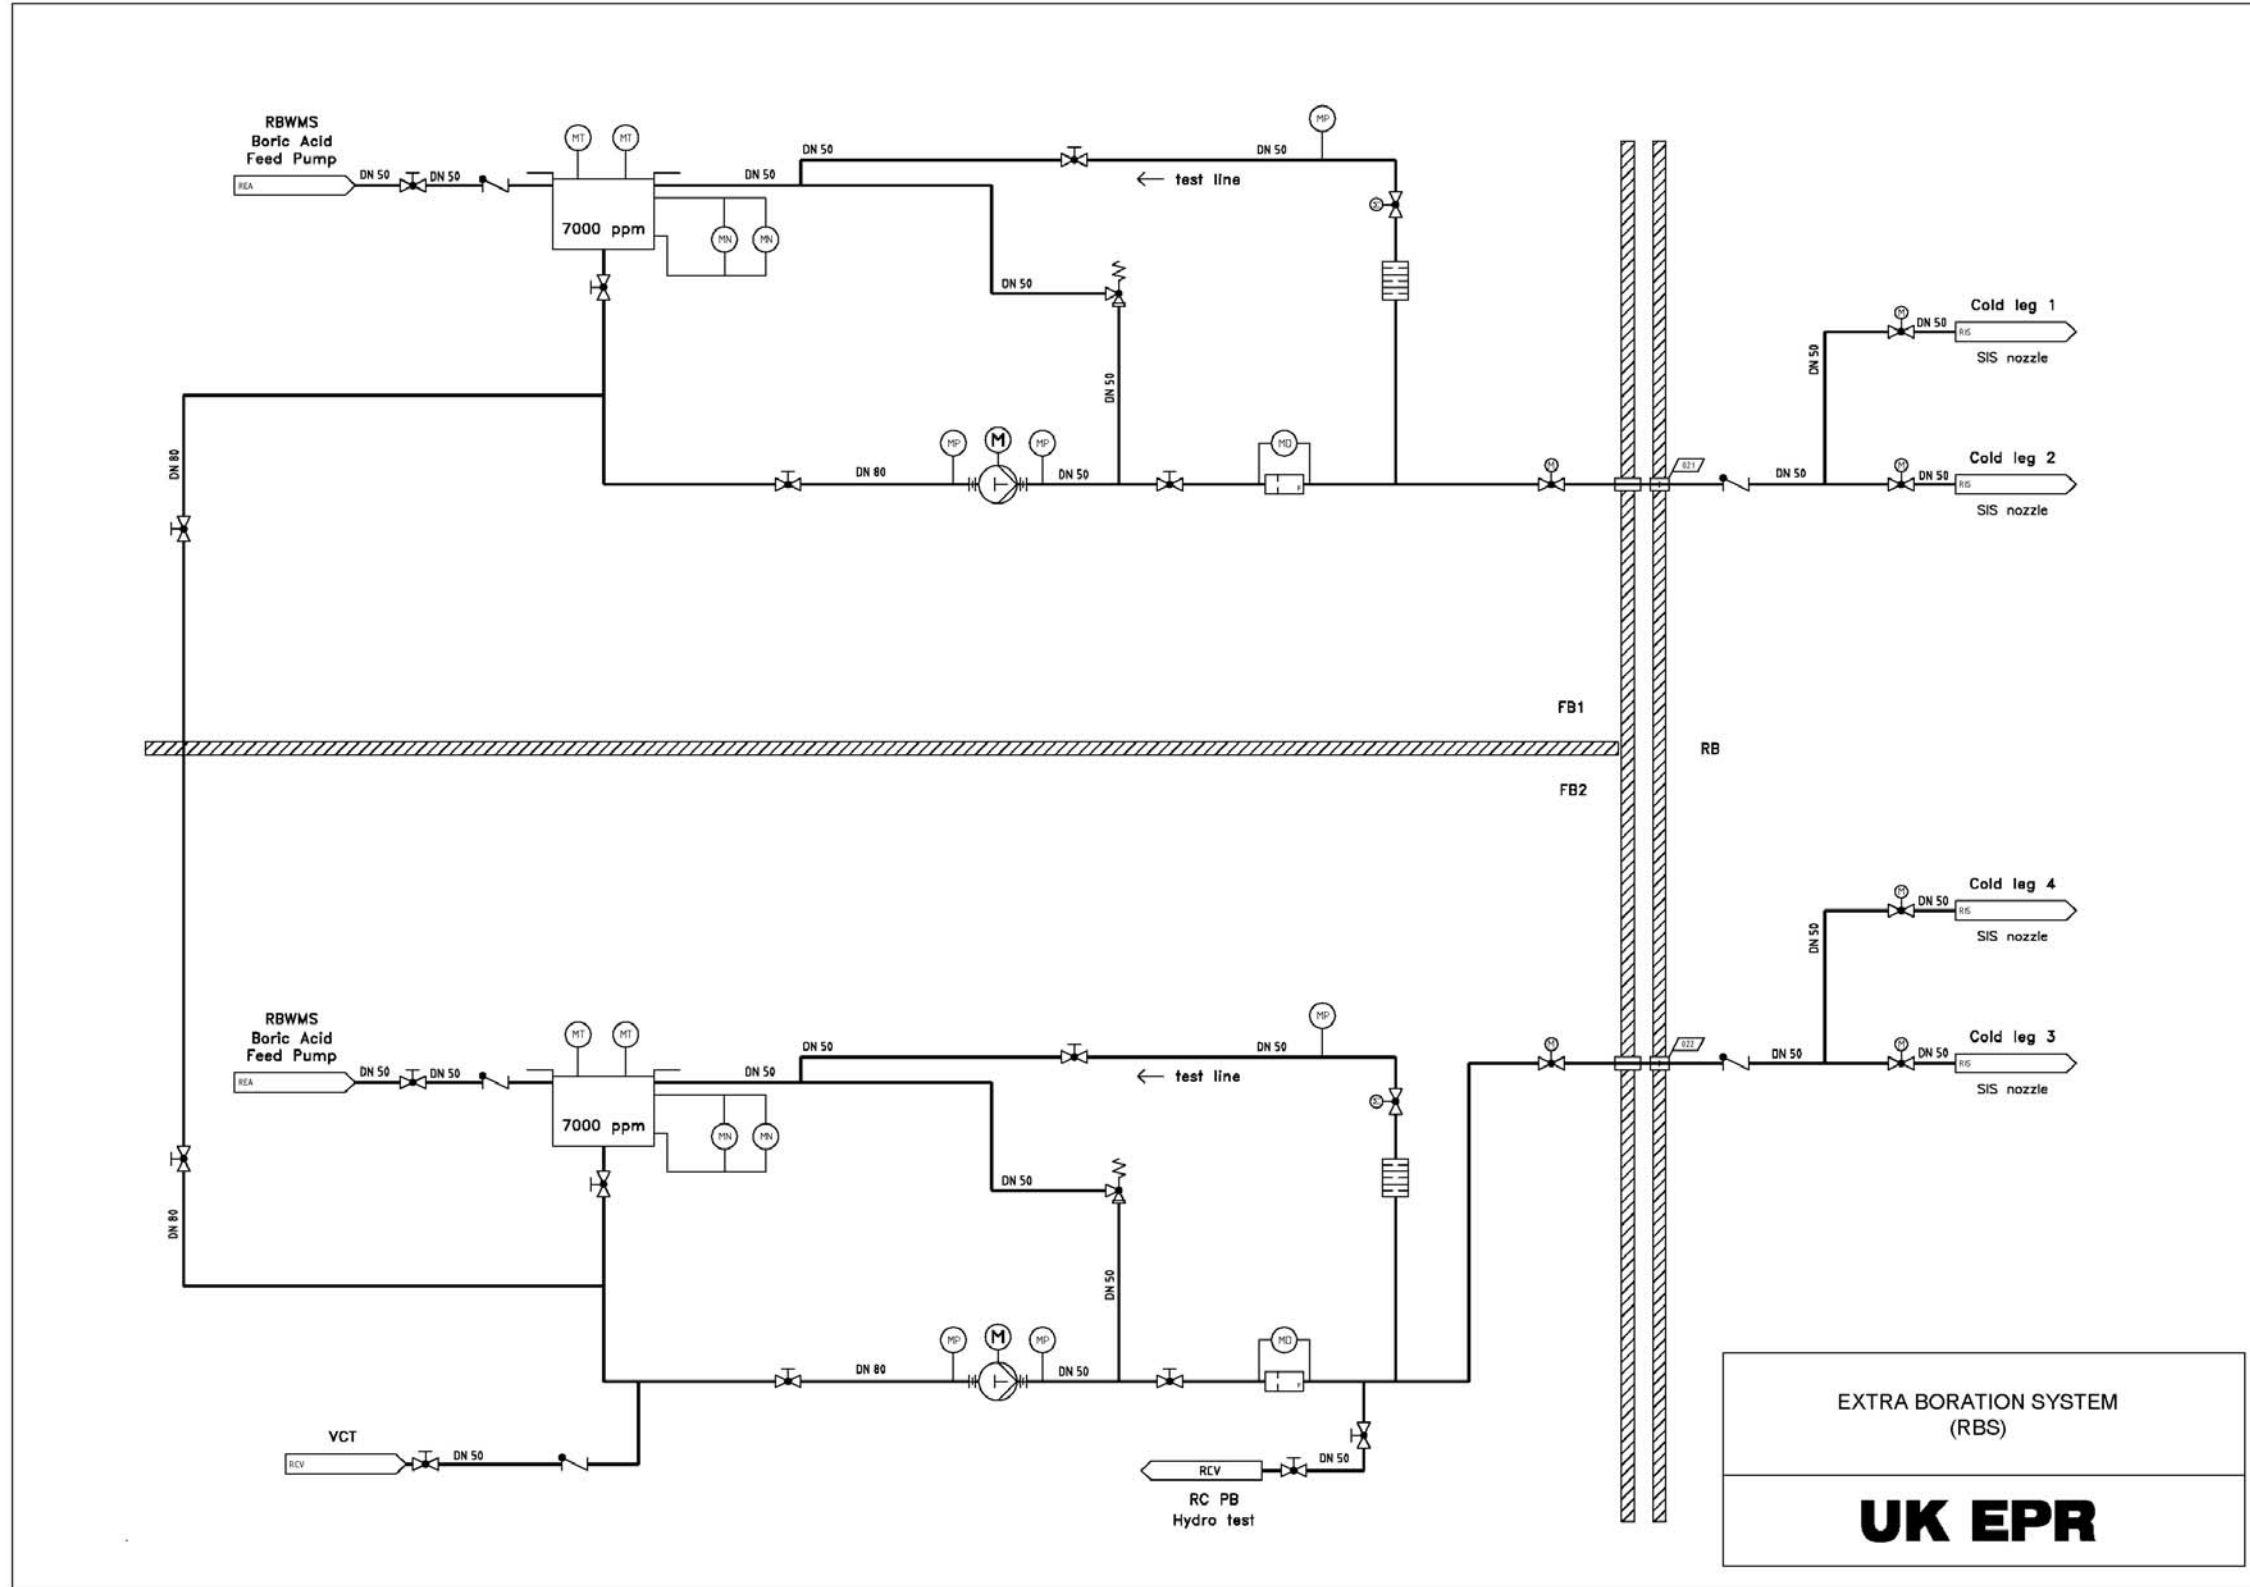 RBWMS
Boric Acid
Feed Pump
REA
DN 50
DN 50
MT
MT
7000 ppm
MN
MN
DN 50
DN 50
DN 50
MP
← test line
DN 50
DN 50
DN 80
MP
M
MP
DN 80
DN 50
MD
F
M
021
DN 50
DN 50
M
DN 50
Cold leg 1
RIS
SIS nozzle
M
DN 50
Cold leg 2
RIS
SIS nozzle
FB1
RB
FB2
RBWMS
Boric Acid
Feed Pump
REA
DN 50
DN 50
MT
MT
7000 ppm
MN
MN
DN 50
DN 50
DN 50
MP
← test line
DN 50
DN 50
DN 80
MP
M
MP
DN 80
DN 50
MD
F
M
022
DN 50
DN 50
M
DN 50
Cold leg 4
RIS
SIS nozzle
M
DN 50
Cold leg 3
RIS
SIS nozzle
VCT
RCV
DN 50
RCV
DN 50
RC PB
Hydro test
EXTRA BORATION SYSTEM
(RBS)
UK EPR